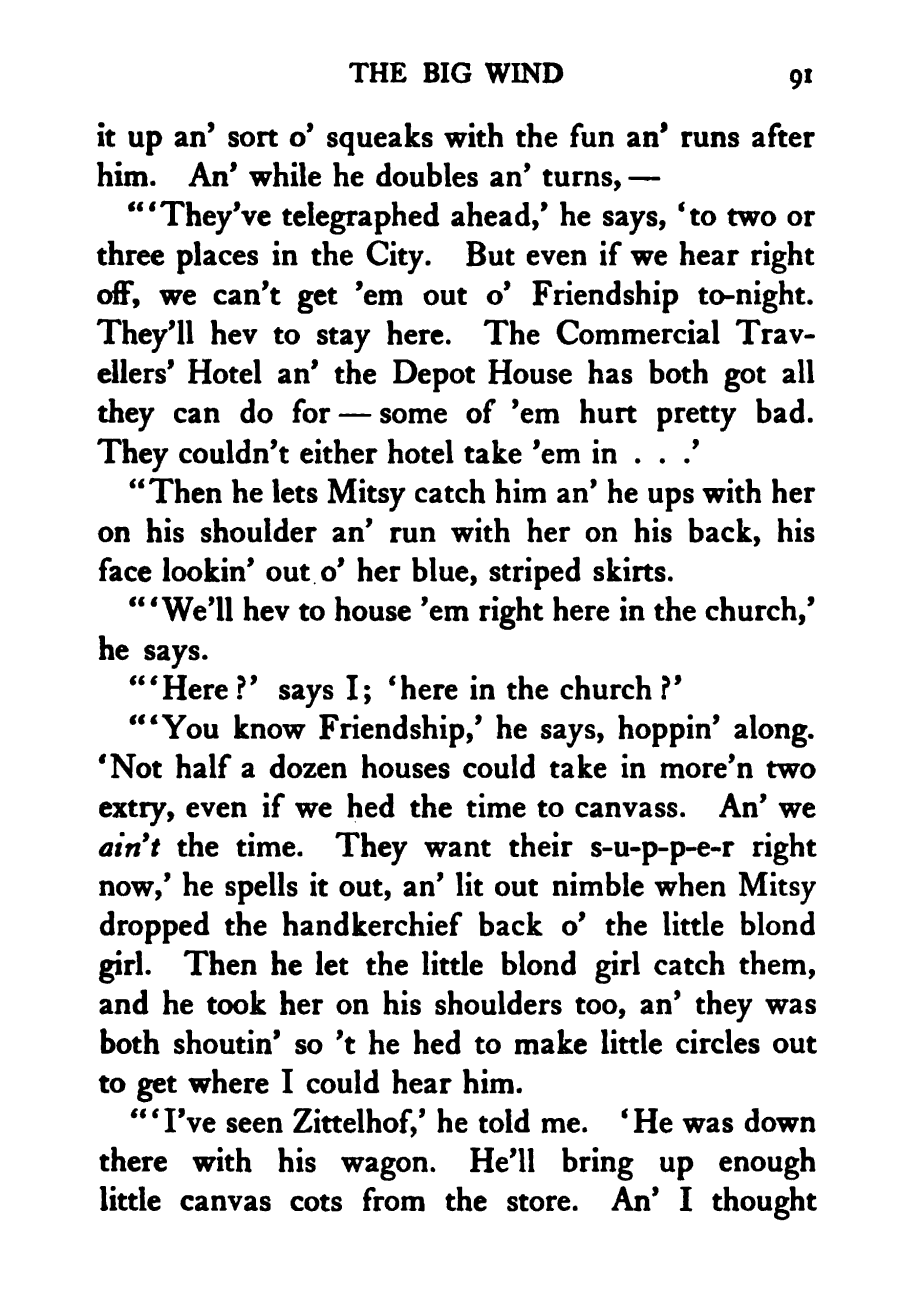 THE BIG WIND 91
it up an' sort o' squeaks with the fun an' runs after
him. An' while he doubles an' turns, —
"'They've telegraphed ahead,' he says, 'to two or
three places in the City. But even if we hear right
off, we can't get 'em out o' Friendship to-night.
They'll hev to stay here. The Commercial Trav-
ellers' Hotel an' the Depot House has both got all
they can do for — some of 'em hurt pretty bad.
They couldn't either hotel take 'em in . . .'
"Then he lets Mitsy catch him an' he ups with her
on his shoulder an' run with her on his back, his
face lookin' out o' her blue, striped skirts.
"'We'll hev to house 'em right here in the church,'
he says.
"'Here?' says I; 'here in the church?'
"'You know Friendship,' he says, hoppin' along.
'Not half a dozen houses could take in more'n two
extry, even if we hed the time to canvass. An' we
ain't the time. They want their s-u-p-p-e-r right
now,' he spells it out, an' lit out nimble when Mitsy
dropped the handkerchief back o' the little blond
girl. Then he let the little blond girl catch them,
and he took her on his shoulders too, an' they was
both shoutin' so 't he hed to make little circles out
to get where I could hear him.
"'I've seen Zittelhof,' he told me. 'He was down
there with his wagon. He'll bring up enough
little canvas cots from the store. An' I thought